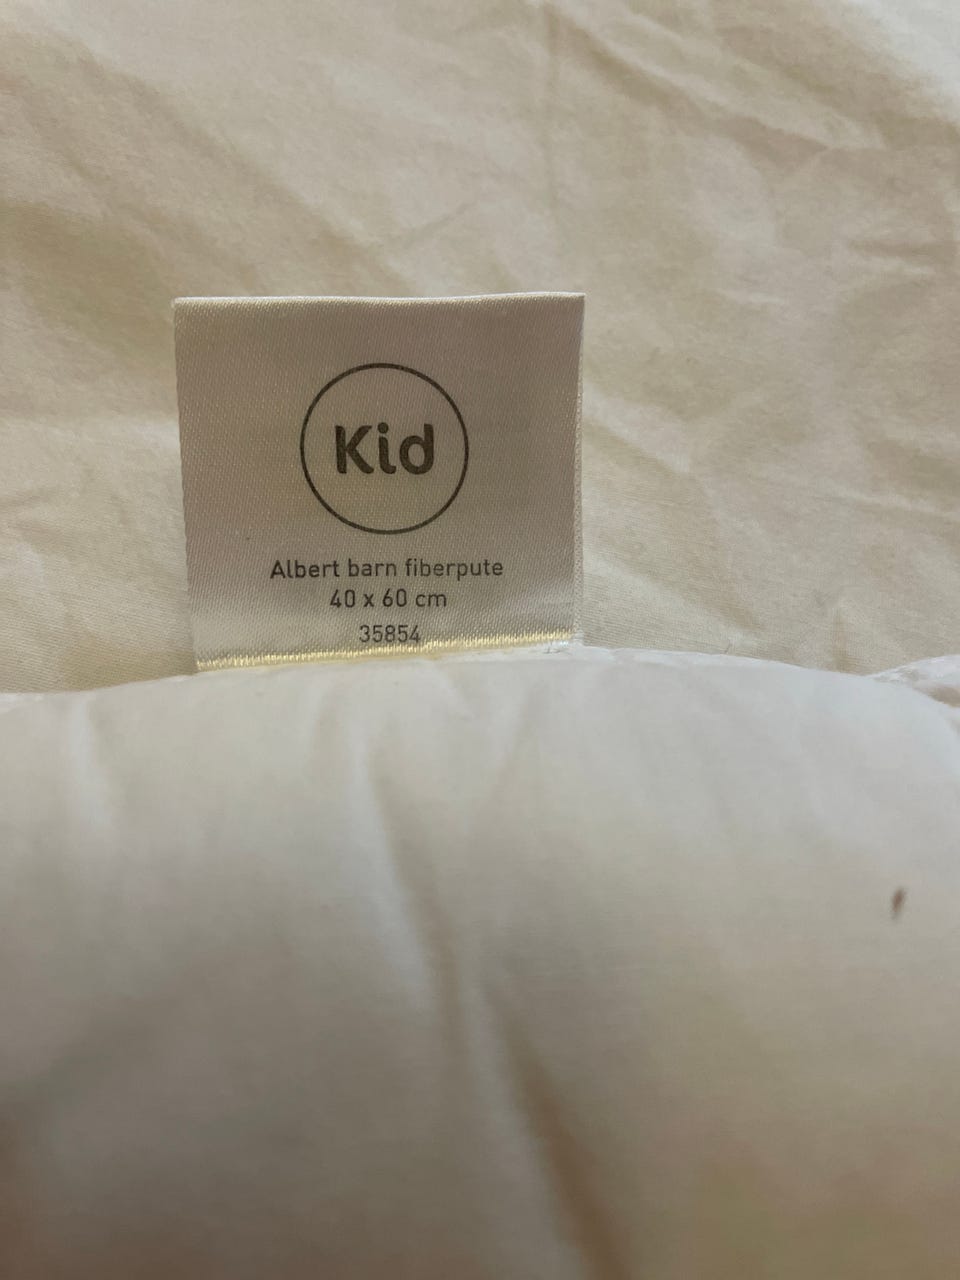 Kid
Albert barn fiberpute
40 x 60 cm
35854